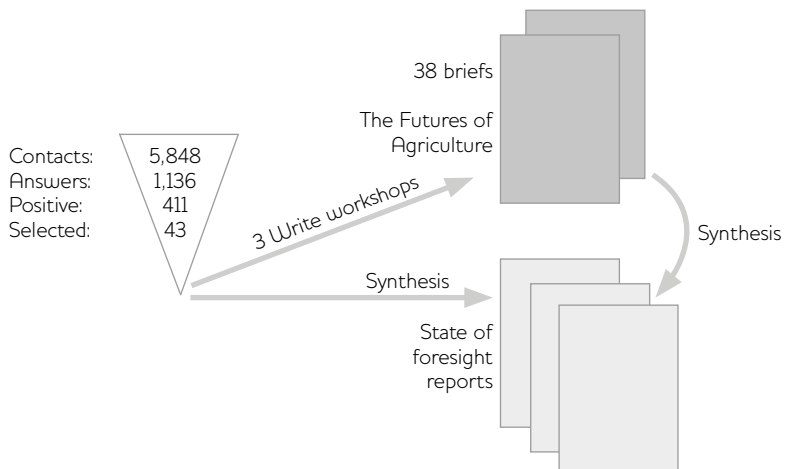 38 briefs
The Futures of
Agriculture
Contacts: 5,848
Answers: 1,136
Positive: 411
Selected: 43
3 Write workshops
Synthesis
Synthesis
State of
foresight
reports